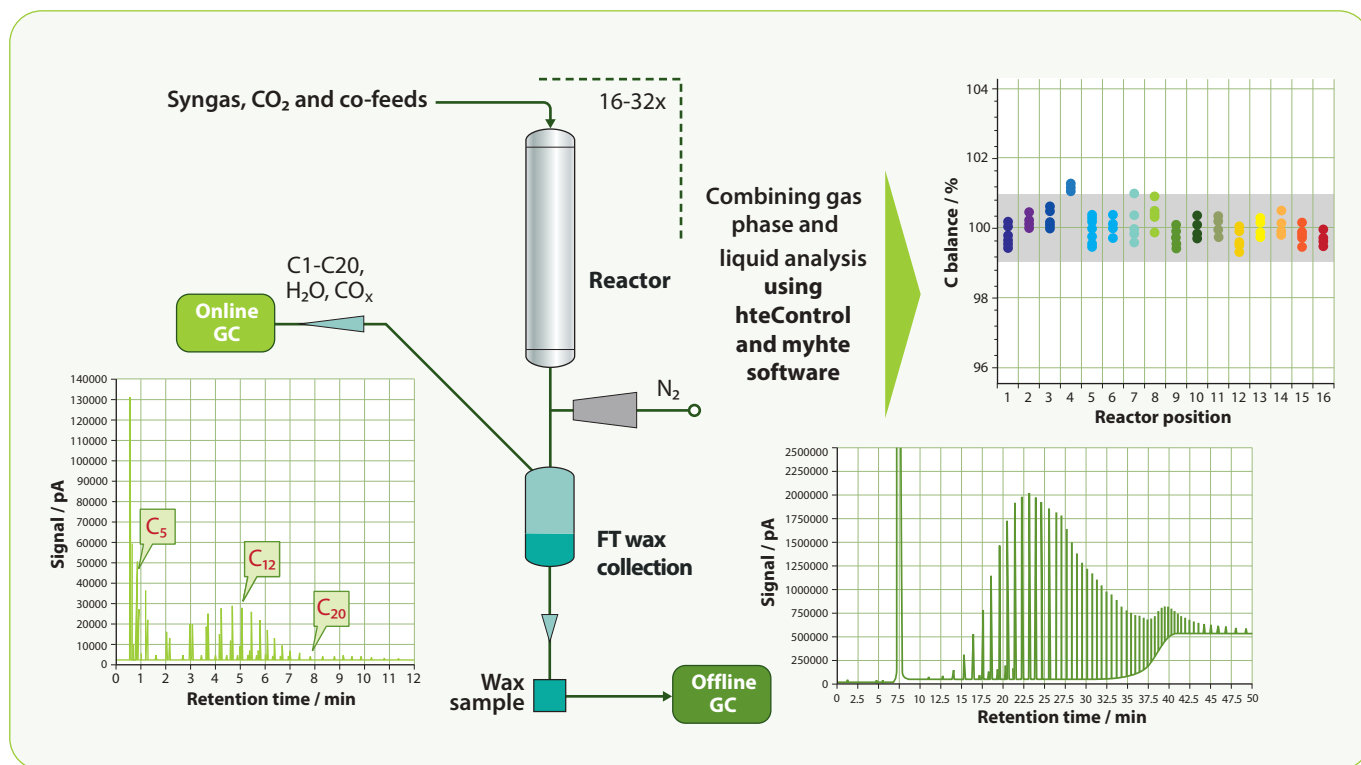 Syngas, CO₂ and co-feeds
16-32x
Reactor
C1-C20,
H₂O, COₓ
Online
GC
N₂
FT wax
collection
Wax
sample
Offline
GC
Combining gas
phase and
liquid analysis
using
hteControl
and myhte
software
140000
130000
120000
110000
100000
90000
80000
70000
60000
50000
40000
30000
20000
10000
0
Signal / pA
C₅
C₁₂
C₂₀
0 1 2 3 4 5 6 7 8 9 10 11 12
Retention time / min
104
102
100
98
96
C balance / %
1 2 3 4 5 6 7 8 9 10 11 12 13 14 15 16
Reactor position
2500000
2250000
2000000
1750000
1500000
1250000
1000000
750000
500000
250000
0
Signal / pA
0 2.5 5 7.5 10 12.5 15 17.5 20 22.5 25 27.5 30 32.5 35 37.5 40 42.5 45 47.5 50
Retention time / min